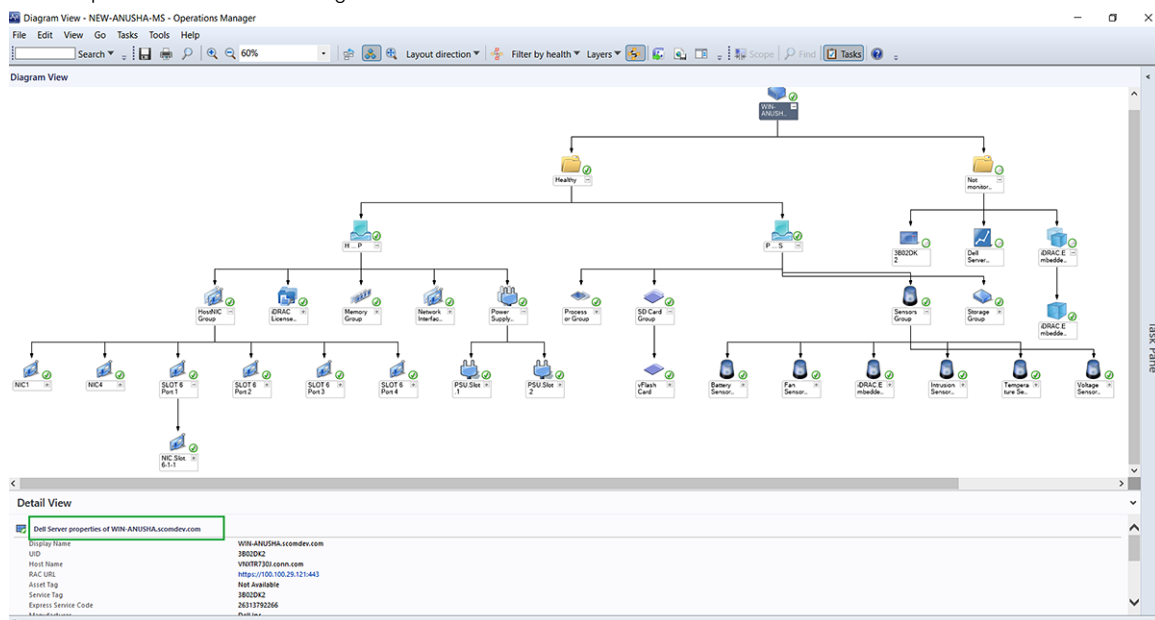 Diagram View - NEW-ANUSHA-MS - Operations Manager
File Edit View Go Tasks Tools Help
Search 60% Layout direction Filter by health Layers Scope Find Tasks
Diagram View
WIN-
ANUSH..
Healthy
Not
monitor..
H ... P
P ... S
3B02DK
2
Dell
Server..
iDRAC.E
mbedde..
HostNIC
Group
iDRAC
License..
Memory
Group
Network
Interfac..
Power
Supply..
Process
or Group
SD Card
Group
Sensors
Group
Storage
Group
iDRAC.E
mbedde..
NIC1
NIC4
SLOT 6
Port 1
SLOT 6
Port 2
SLOT 6
Port 3
SLOT 6
Port 4
PSU.Slot
.1
PSU.Slot
.2
vFlash
Card
Battery
Sensor..
Fan
Sensor..
iDRAC.E
mbedde..
Intrusion
Sensor..
Tempera
ture Se..
Voltage
Sensor..
NIC.Slot
6-1-1
Task Pane
Detail View
Dell Server properties of WIN-ANUSHA.scomdev.com
Display Name WIN-ANUSHA.scomdev.com
UID 3B02DK2
Host Name VNXTR730J.conn.com
RAC URL https://100.100.29.121:443
Asset Tag Not Available
Service Tag 3B02DK2
Express Service Code 26313792266
Manufacturer Dell Inc.